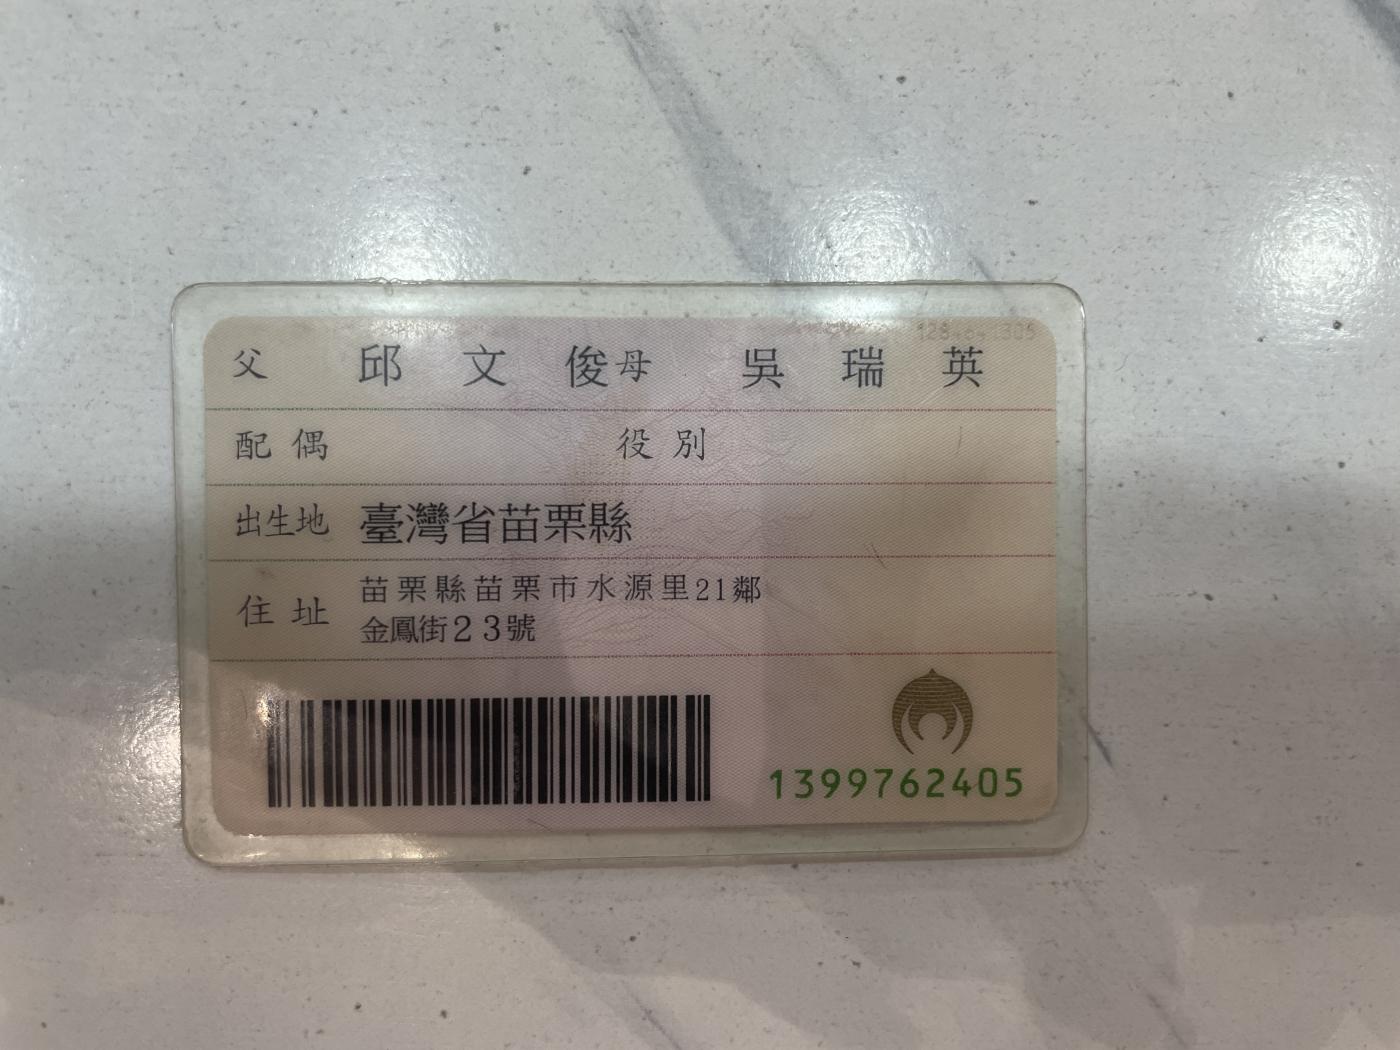 父 邱文俊 母 吳瑞英
配偶 役別
出生地 臺灣省苗栗縣
住址 苗栗縣苗栗市水源里21鄰
金鳳街23號
1399762405